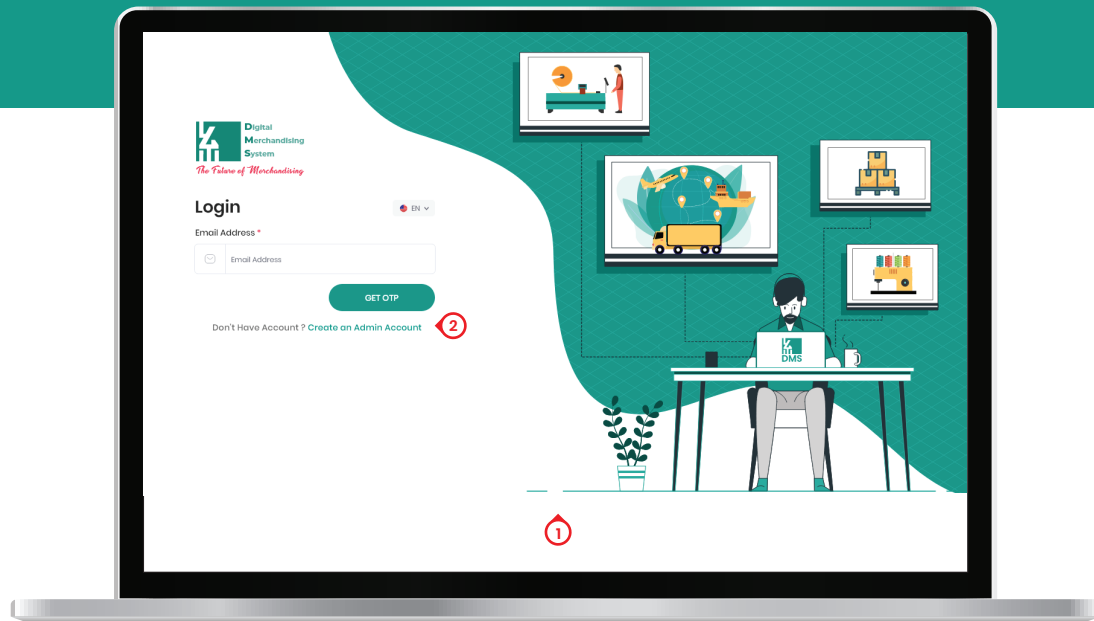 Digital
Merchandising
System
The Future of Merchandising
Login
EN
Email Address *
Email Address
GET OTP
Don't Have Account ? Create an Admin Account
2
DMS
1